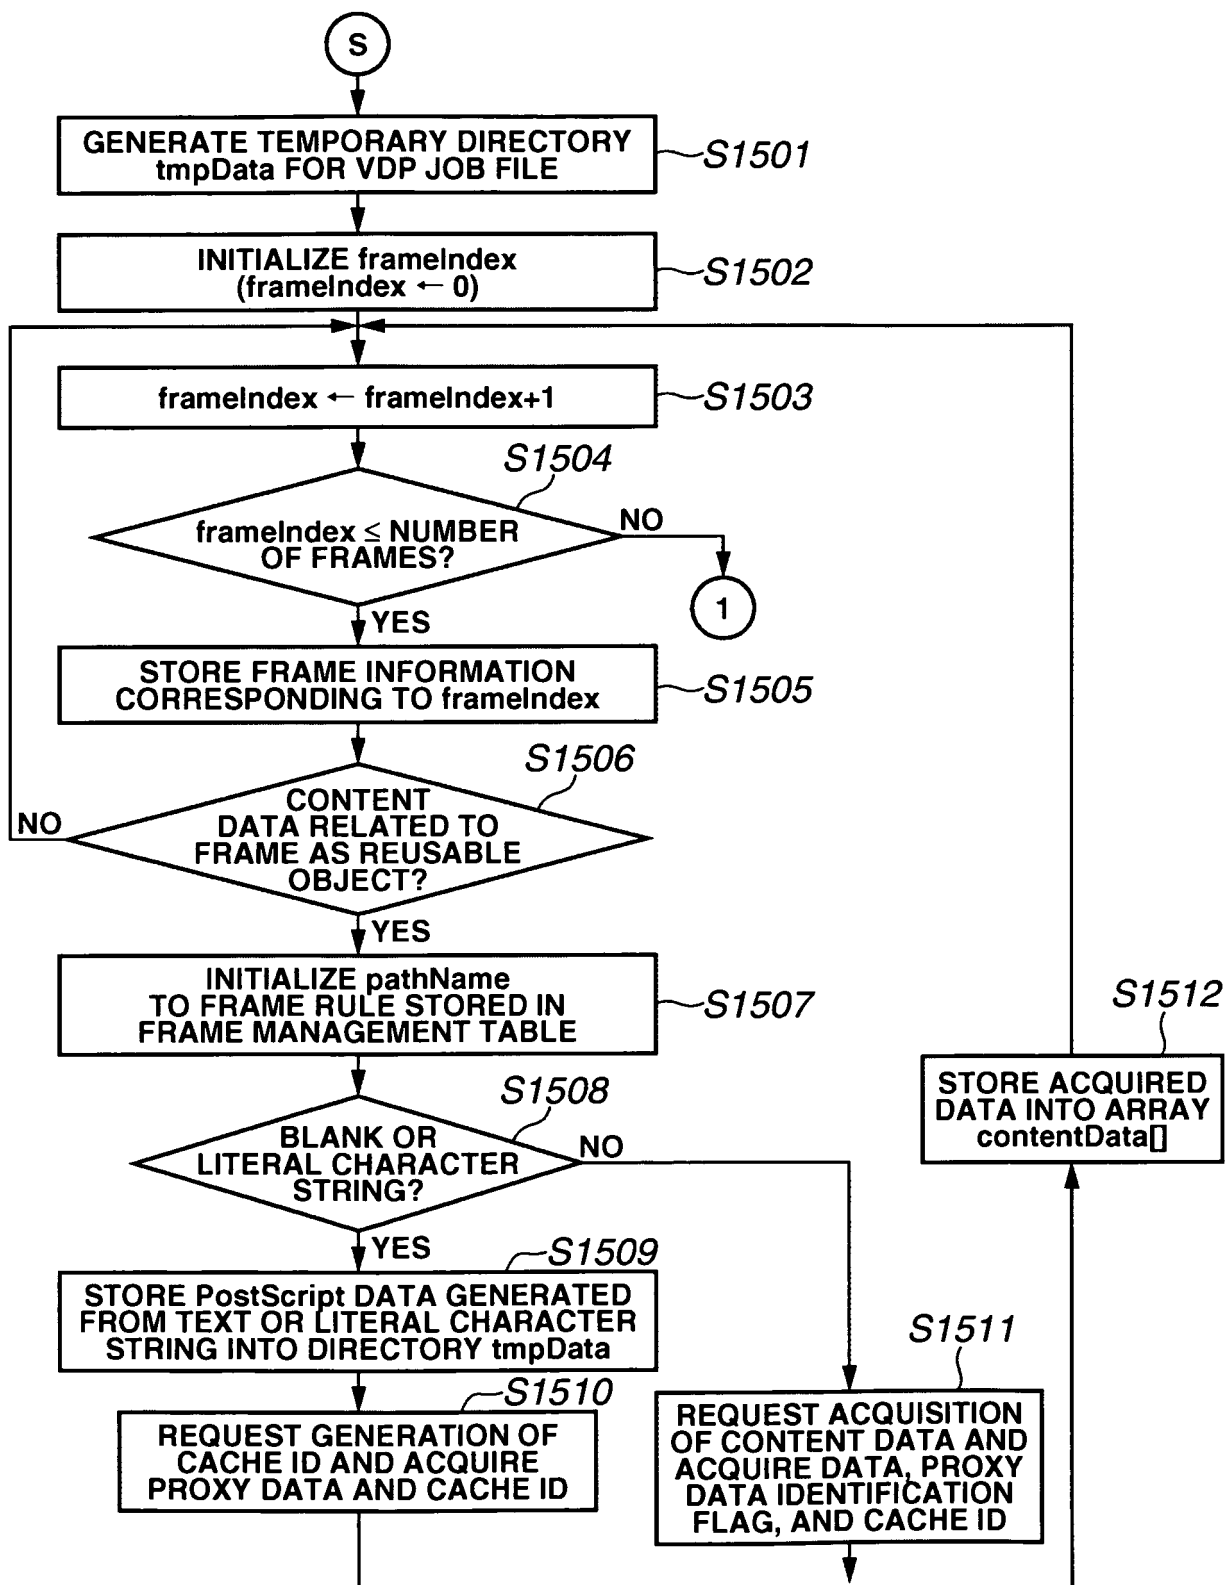 S
GENERATE TEMPORARY DIRECTORY
tmpData FOR VDP JOB FILE
S1501
INITIALIZE frameIndex
(frameIndex ← 0)
S1502
frameIndex ← frameIndex+1
S1503
S1504
frameIndex ≤ NUMBER
OF FRAMES?
NO
1
YES
STORE FRAME INFORMATION
CORRESPONDING TO frameIndex
S1505
S1506
CONTENT
DATA RELATED TO
FRAME AS REUSABLE
OBJECT?
NO
YES
INITIALIZE pathName
TO FRAME RULE STORED IN
FRAME MANAGEMENT TABLE
S1507
S1508
BLANK OR
LITERAL CHARACTER
STRING?
NO
YES
S1509
STORE PostScript DATA GENERATED
FROM TEXT OR LITERAL CHARACTER
STRING INTO DIRECTORY tmpData
S1510
REQUEST GENERATION OF
CACHE ID AND ACQUIRE
PROXY DATA AND CACHE ID
S1511
REQUEST ACQUISITION
OF CONTENT DATA AND
ACQUIRE DATA, PROXY
DATA IDENTIFICATION
FLAG, AND CACHE ID
S1512
STORE ACQUIRED
DATA INTO ARRAY
contentData[]